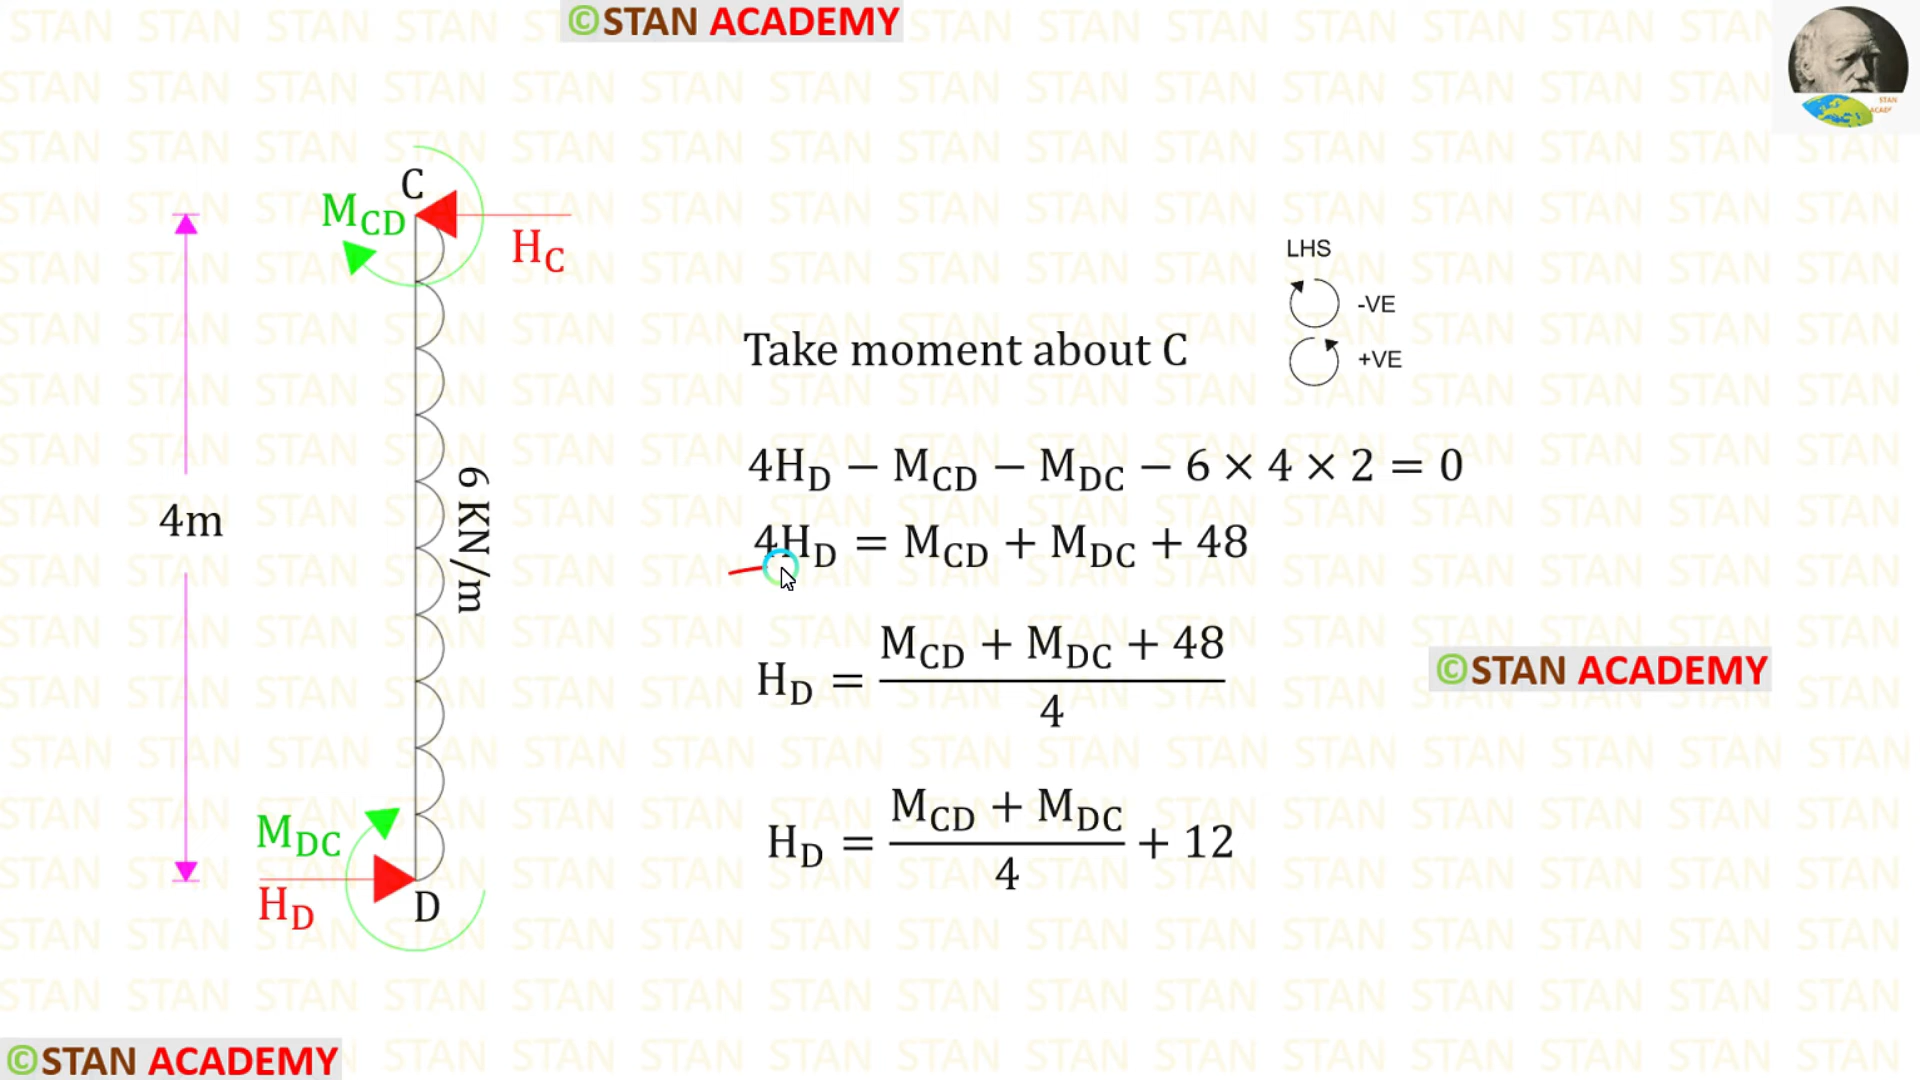 ©STAN ACADEMY
STAN
ACADE
C
M_CD
H_C
4m
6 KN/m
M_DC
H_D
D
LHS
-VE
+VE
Take moment about C
4H_D − M_CD − M_DC − 6 × 4 × 2 = 0
4H_D = M_CD + M_DC + 48
H_D = (M_CD + M_DC + 48) / 4
H_D = (M_CD + M_DC) / 4 + 12
©STAN ACADEMY
©STAN ACADEMY